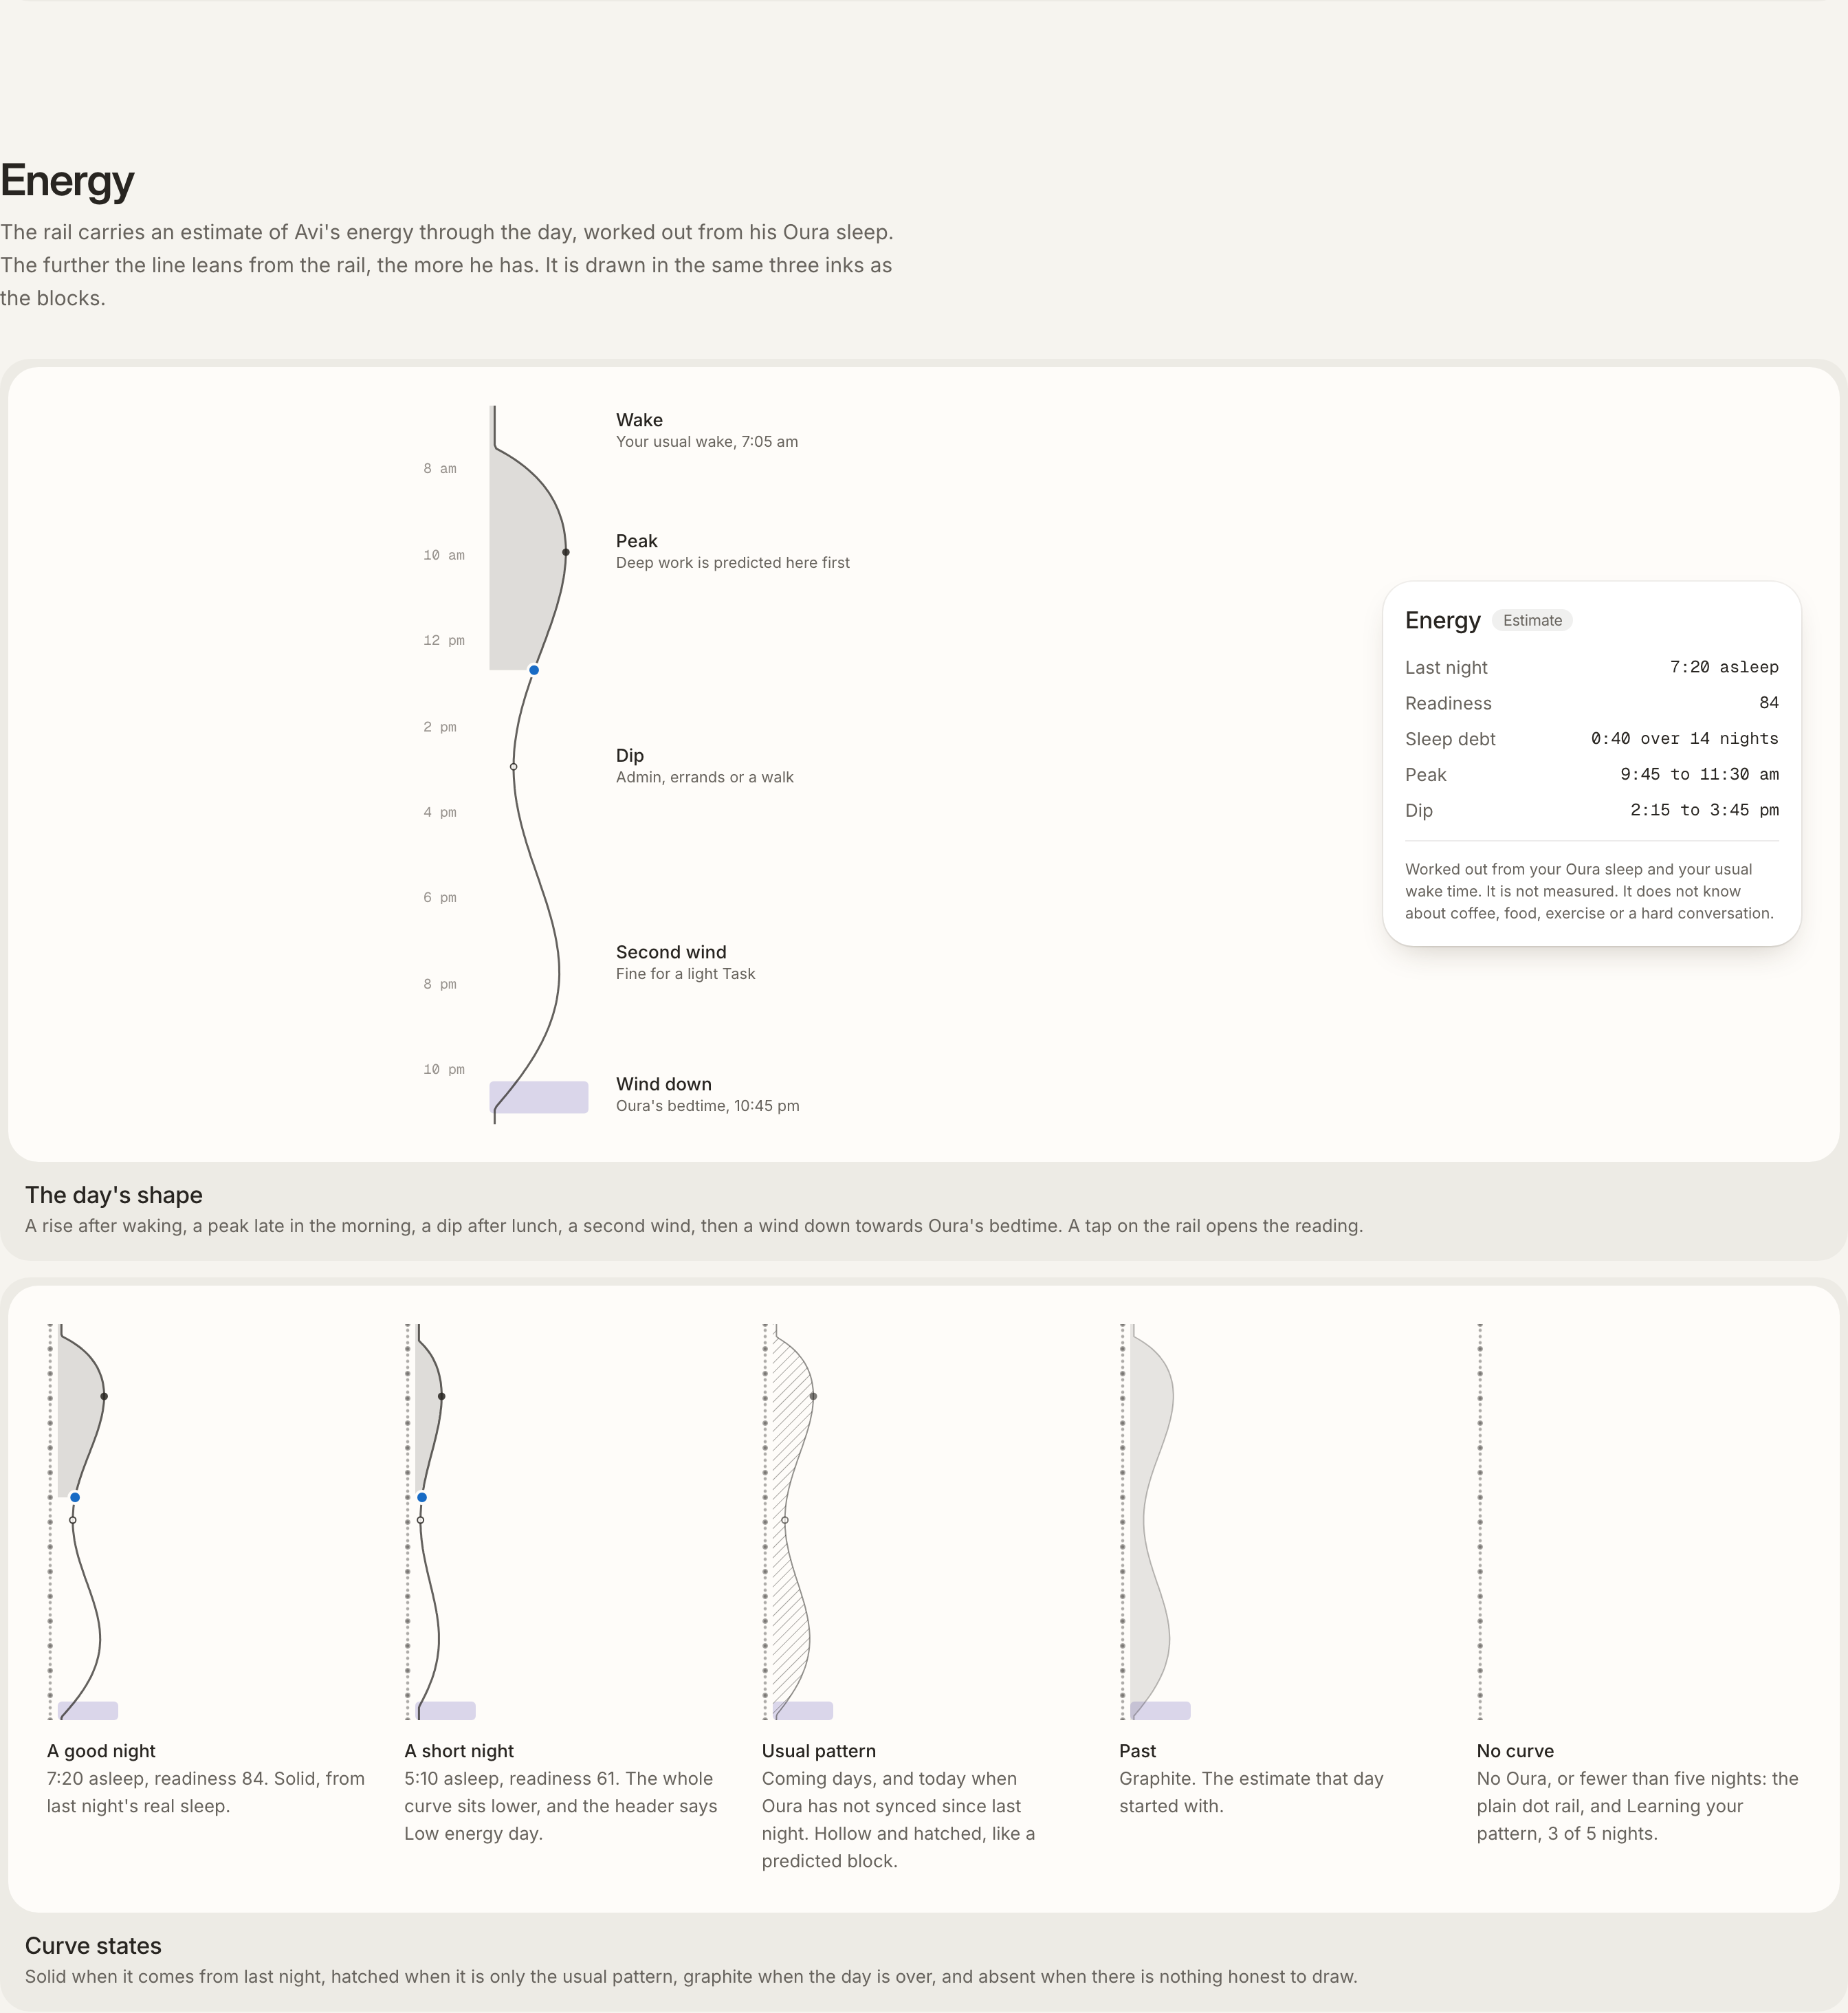 Energy
The rail carries an estimate of Avi's energy through the day, worked out from his Oura sleep.
The further the line leans from the rail, the more he has. It is drawn in the same three inks as
the blocks.
Wake
Your usual wake, 7:05 am
8 am
Peak
Deep work is predicted here first
10 am
12 pm
2 pm
Dip
Admin, errands or a walk
4 pm
6 pm
Second wind
Fine for a light Task
8 pm
10 pm
Wind down
Oura's bedtime, 10:45 pm
Energy Estimate
Last night 7:20 asleep
Readiness 84
Sleep debt 0:40 over 14 nights
Peak 9:45 to 11:30 am
Dip 2:15 to 3:45 pm
Worked out from your Oura sleep and your usual
wake time. It is not measured. It does not know
about coffee, food, exercise or a hard conversation.
The day's shape
A rise after waking, a peak late in the morning, a dip after lunch, a second wind, then a wind down towards Oura's bedtime. A tap on the rail opens the reading.
A good night
7:20 asleep, readiness 84. Solid, from
last night's real sleep.
A short night
5:10 asleep, readiness 61. The whole
curve sits lower, and the header says
Low energy day.
Usual pattern
Coming days, and today when
Oura has not synced since last
night. Hollow and hatched, like a
predicted block.
Past
Graphite. The estimate that day
started with.
No curve
No Oura, or fewer than five nights: the
plain dot rail, and Learning your
pattern, 3 of 5 nights.
Curve states
Solid when it comes from last night, hatched when it is only the usual pattern, graphite when the day is over, and absent when there is nothing honest to draw.